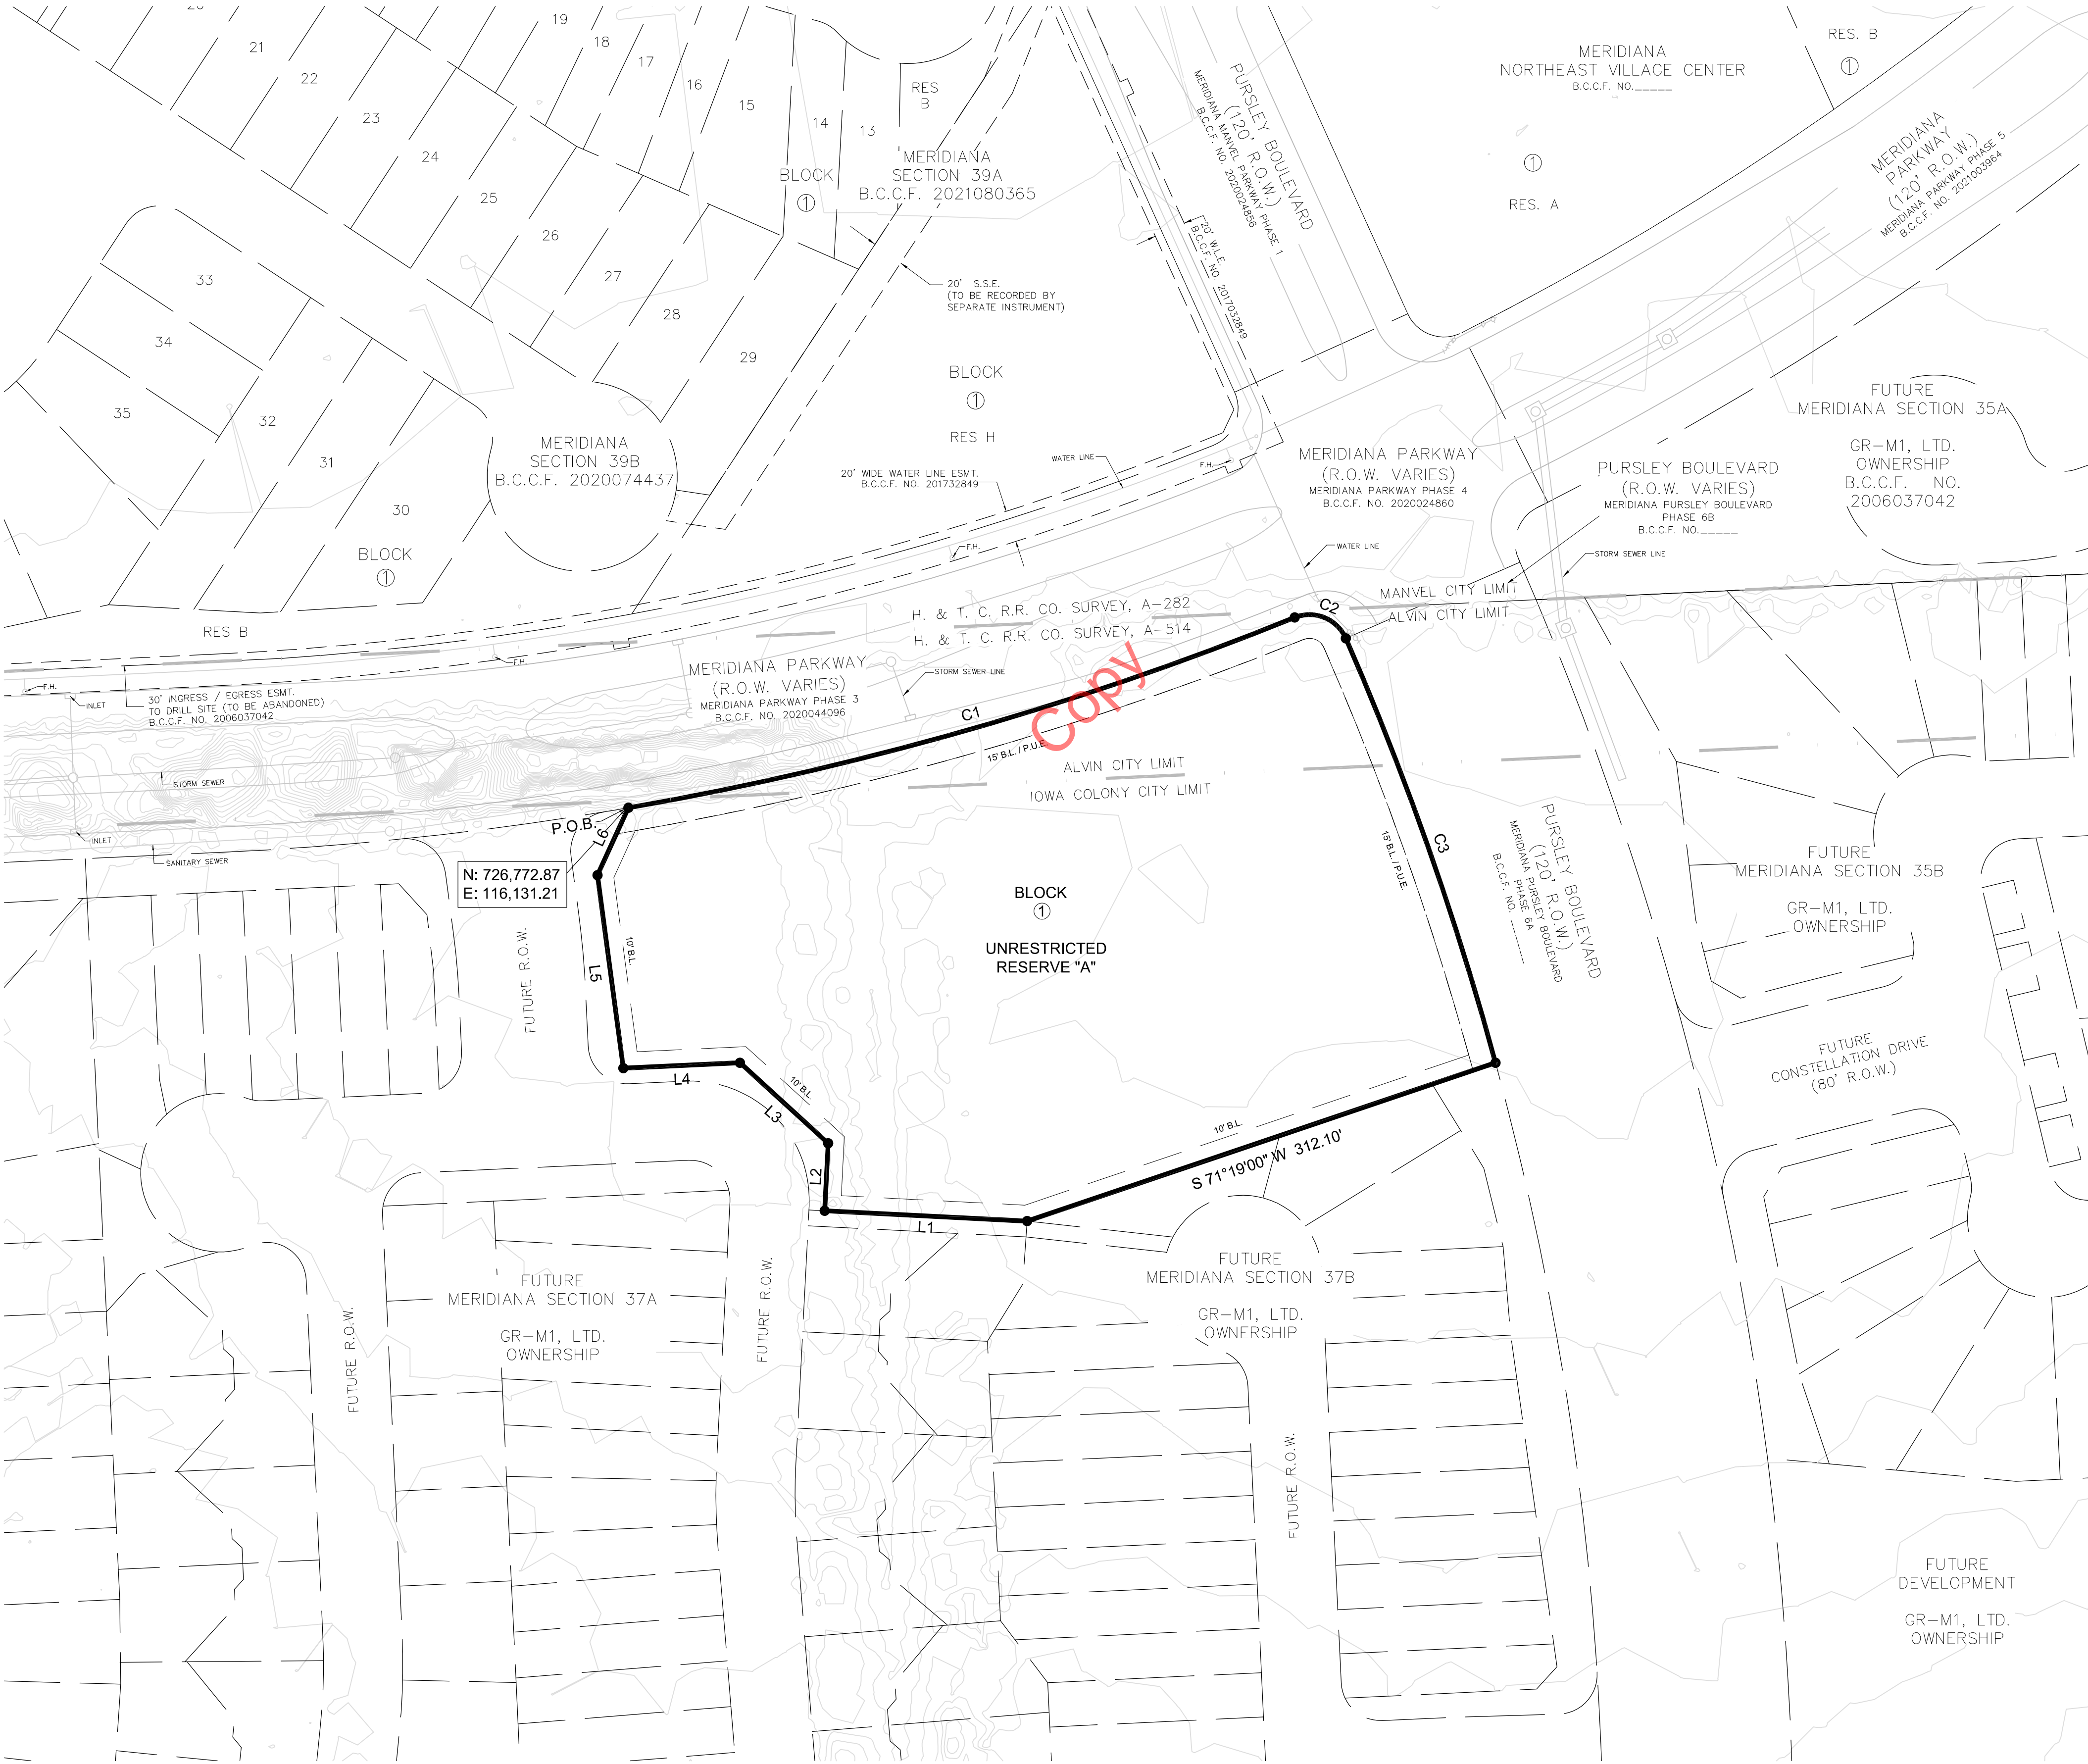 19
18
17
16
15
14
13
21
22
23
24
25
26
27
28
29
RES
B
BLOCK
1
MERIDIANA
SECTION 39A
B.C.C.F. 2021080365
PURSLEY BOULEVARD
(120' R.O.W.)
MERIDIANA MANVEL PARKWAY PHASE 1
B.C.C.F. NO. 2020024856
MERIDIANA
NORTHEAST VILLAGE CENTER
B.C.C.F. NO._____
RES. B
1
1
RES. A
MERIDIANA
PARKWAY
(120' R.O.W.)
MERIDIANA PARKWAY PHASE 5
B.C.C.F. NO. 2021003964
20' W.L.E.
B.C.C.F. NO. 2017032849
20' S.S.E.
(TO BE RECORDED BY
SEPARATE INSTRUMENT)
33
34
35
32
31
30
BLOCK
1
RES H
MERIDIANA
SECTION 39B
B.C.C.F. 2020074437
BLOCK
1
RES B
20' WIDE WATER LINE ESMT.
B.C.C.F. NO. 201732849
WATER LINE
F.H.
MERIDIANA PARKWAY
(R.O.W. VARIES)
MERIDIANA PARKWAY PHASE 4
B.C.C.F. NO. 2020024860
PURSLEY BOULEVARD
(R.O.W. VARIES)
MERIDIANA PURSLEY BOULEVARD
PHASE 6B
B.C.C.F. NO._____
FUTURE
MERIDIANA SECTION 35A
GR-M1, LTD.
OWNERSHIP
B.C.C.F. NO.
2006037042
F.H.
WATER LINE
STORM SEWER LINE
MANVEL CITY LIMIT
ALVIN CITY LIMIT
H. & T. C. R.R. CO. SURVEY, A-282
H. & T. C. R.R. CO. SURVEY, A-514
C2
F.H.
F.H.
INLET
30' INGRESS / EGRESS ESMT.
TO DRILL SITE (TO BE ABANDONED)
B.C.C.F. NO. 2006037042
MERIDIANA PARKWAY
(R.O.W. VARIES)
MERIDIANA PARKWAY PHASE 3
B.C.C.F. NO. 2020044096
STORM SEWER LINE
Copy
C1
15' B.L. / P.U.E.
ALVIN CITY LIMIT
IOWA COLONY CITY LIMIT
STORM SEWER
INLET
SANITARY SEWER
P.O.B.
L6
N: 726,772.87
E: 116,131.21
C3
15' B.L. / P.U.E.
PURSLEY BOULEVARD
(120' R.O.W.)
MERIDIANA PURSLEY BOULEVARD
PHASE 6A
B.C.C.F. NO. ______
FUTURE
MERIDIANA SECTION 35B
GR-M1, LTD.
OWNERSHIP
BLOCK
1
UNRESTRICTED
RESERVE "A"
FUTURE R.O.W.
L5
10' B.L.
L4
L3
10' B.L.
L2
L1
10' B.L.
S 71°19'00" W 312.10'
FUTURE
CONSTELLATION DRIVE
(80' R.O.W.)
FUTURE
MERIDIANA SECTION 37A
GR-M1, LTD.
OWNERSHIP
FUTURE R.O.W.
FUTURE R.O.W.
FUTURE
MERIDIANA SECTION 37B
GR-M1, LTD.
OWNERSHIP
FUTURE R.O.W.
FUTURE
DEVELOPMENT
GR-M1, LTD.
OWNERSHIP